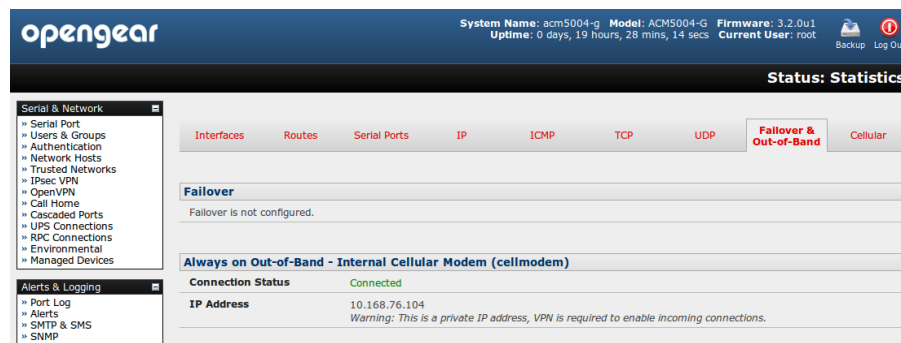 opengear
System Name: acm5004-g Model: ACM5004-G Firmware: 3.2.0u1
Uptime: 0 days, 19 hours, 28 mins, 14 secs Current User: root
Backup Log Ou
Status: Statistics
Serial & Network
» Serial Port
» Users & Groups
» Authentication
» Network Hosts
» Trusted Networks
» IPsec VPN
» OpenVPN
» Call Home
» Cascaded Ports
» UPS Connections
» RPC Connections
» Environmental
» Managed Devices
Alerts & Logging
» Port Log
» Alerts
» SMTP & SMS
» SNMP
Interfaces Routes Serial Ports IP ICMP TCP UDP Failover & Out-of-Band Cellular
Failover
Failover is not configured.
Always on Out-of-Band - Internal Cellular Modem (cellmodem)
Connection Status Connected
IP Address 10.168.76.104
Warning: This is a private IP address, VPN is required to enable incoming connections.